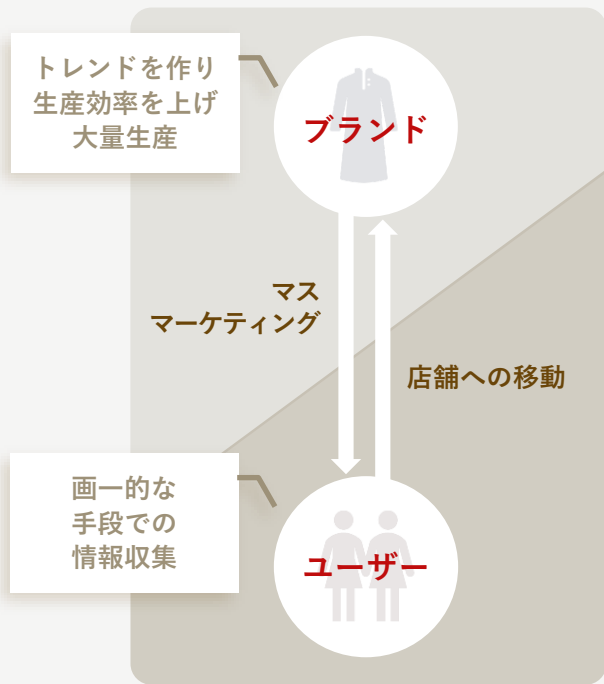 トレンドを作り
生産効率を上げ
大量生産
ブランド
マス
マーケティング
店舗への移動
画一的な
手段での
情報収集
ユーザー